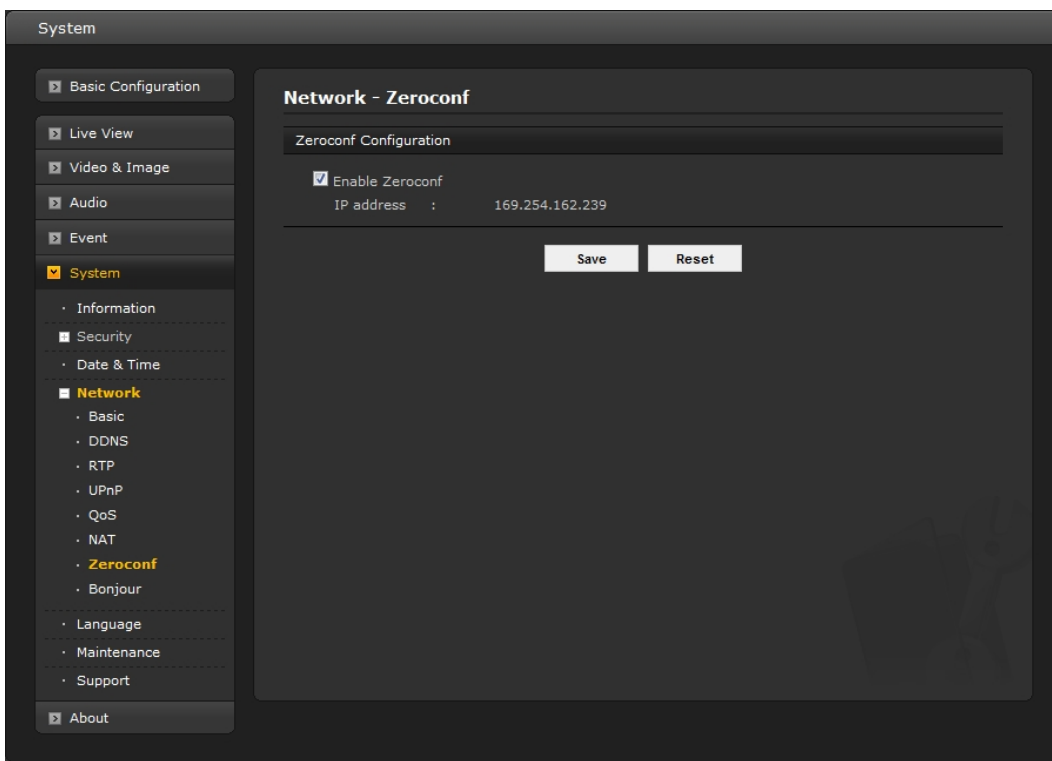 System
Basic Configuration
Live View
Video & Image
Audio
Event
System
Information
Security
Date & Time
Network
Basic
DDNS
RTP
UPnP
QoS
NAT
Zeroconf
Bonjour
Language
Maintenance
Support
About
Network - Zeroconf
Zeroconf Configuration
Enable Zeroconf
IP address : 169.254.162.239
Save Reset